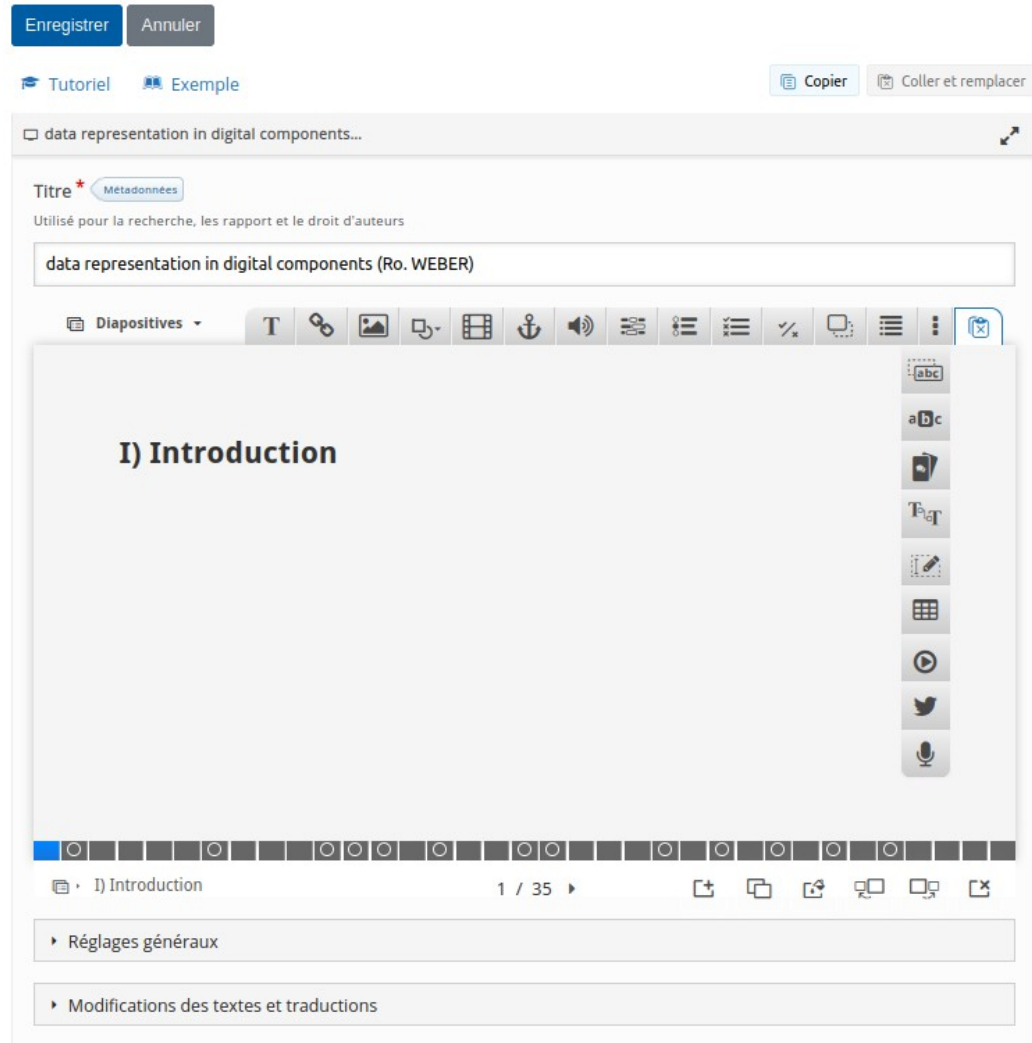 Enregistrer Annuler
Tutoriel Exemple Copier Coller et remplacer
data representation in digital components...
Titre * Métadonnées
Utilisé pour la recherche, les rapport et le droit d'auteurs
data representation in digital components (Ro. WEBER)
Diapositives T
abc
abc
I) Introduction
T T
I) Introduction 1 / 35
Réglages généraux
Modifications des textes et traductions